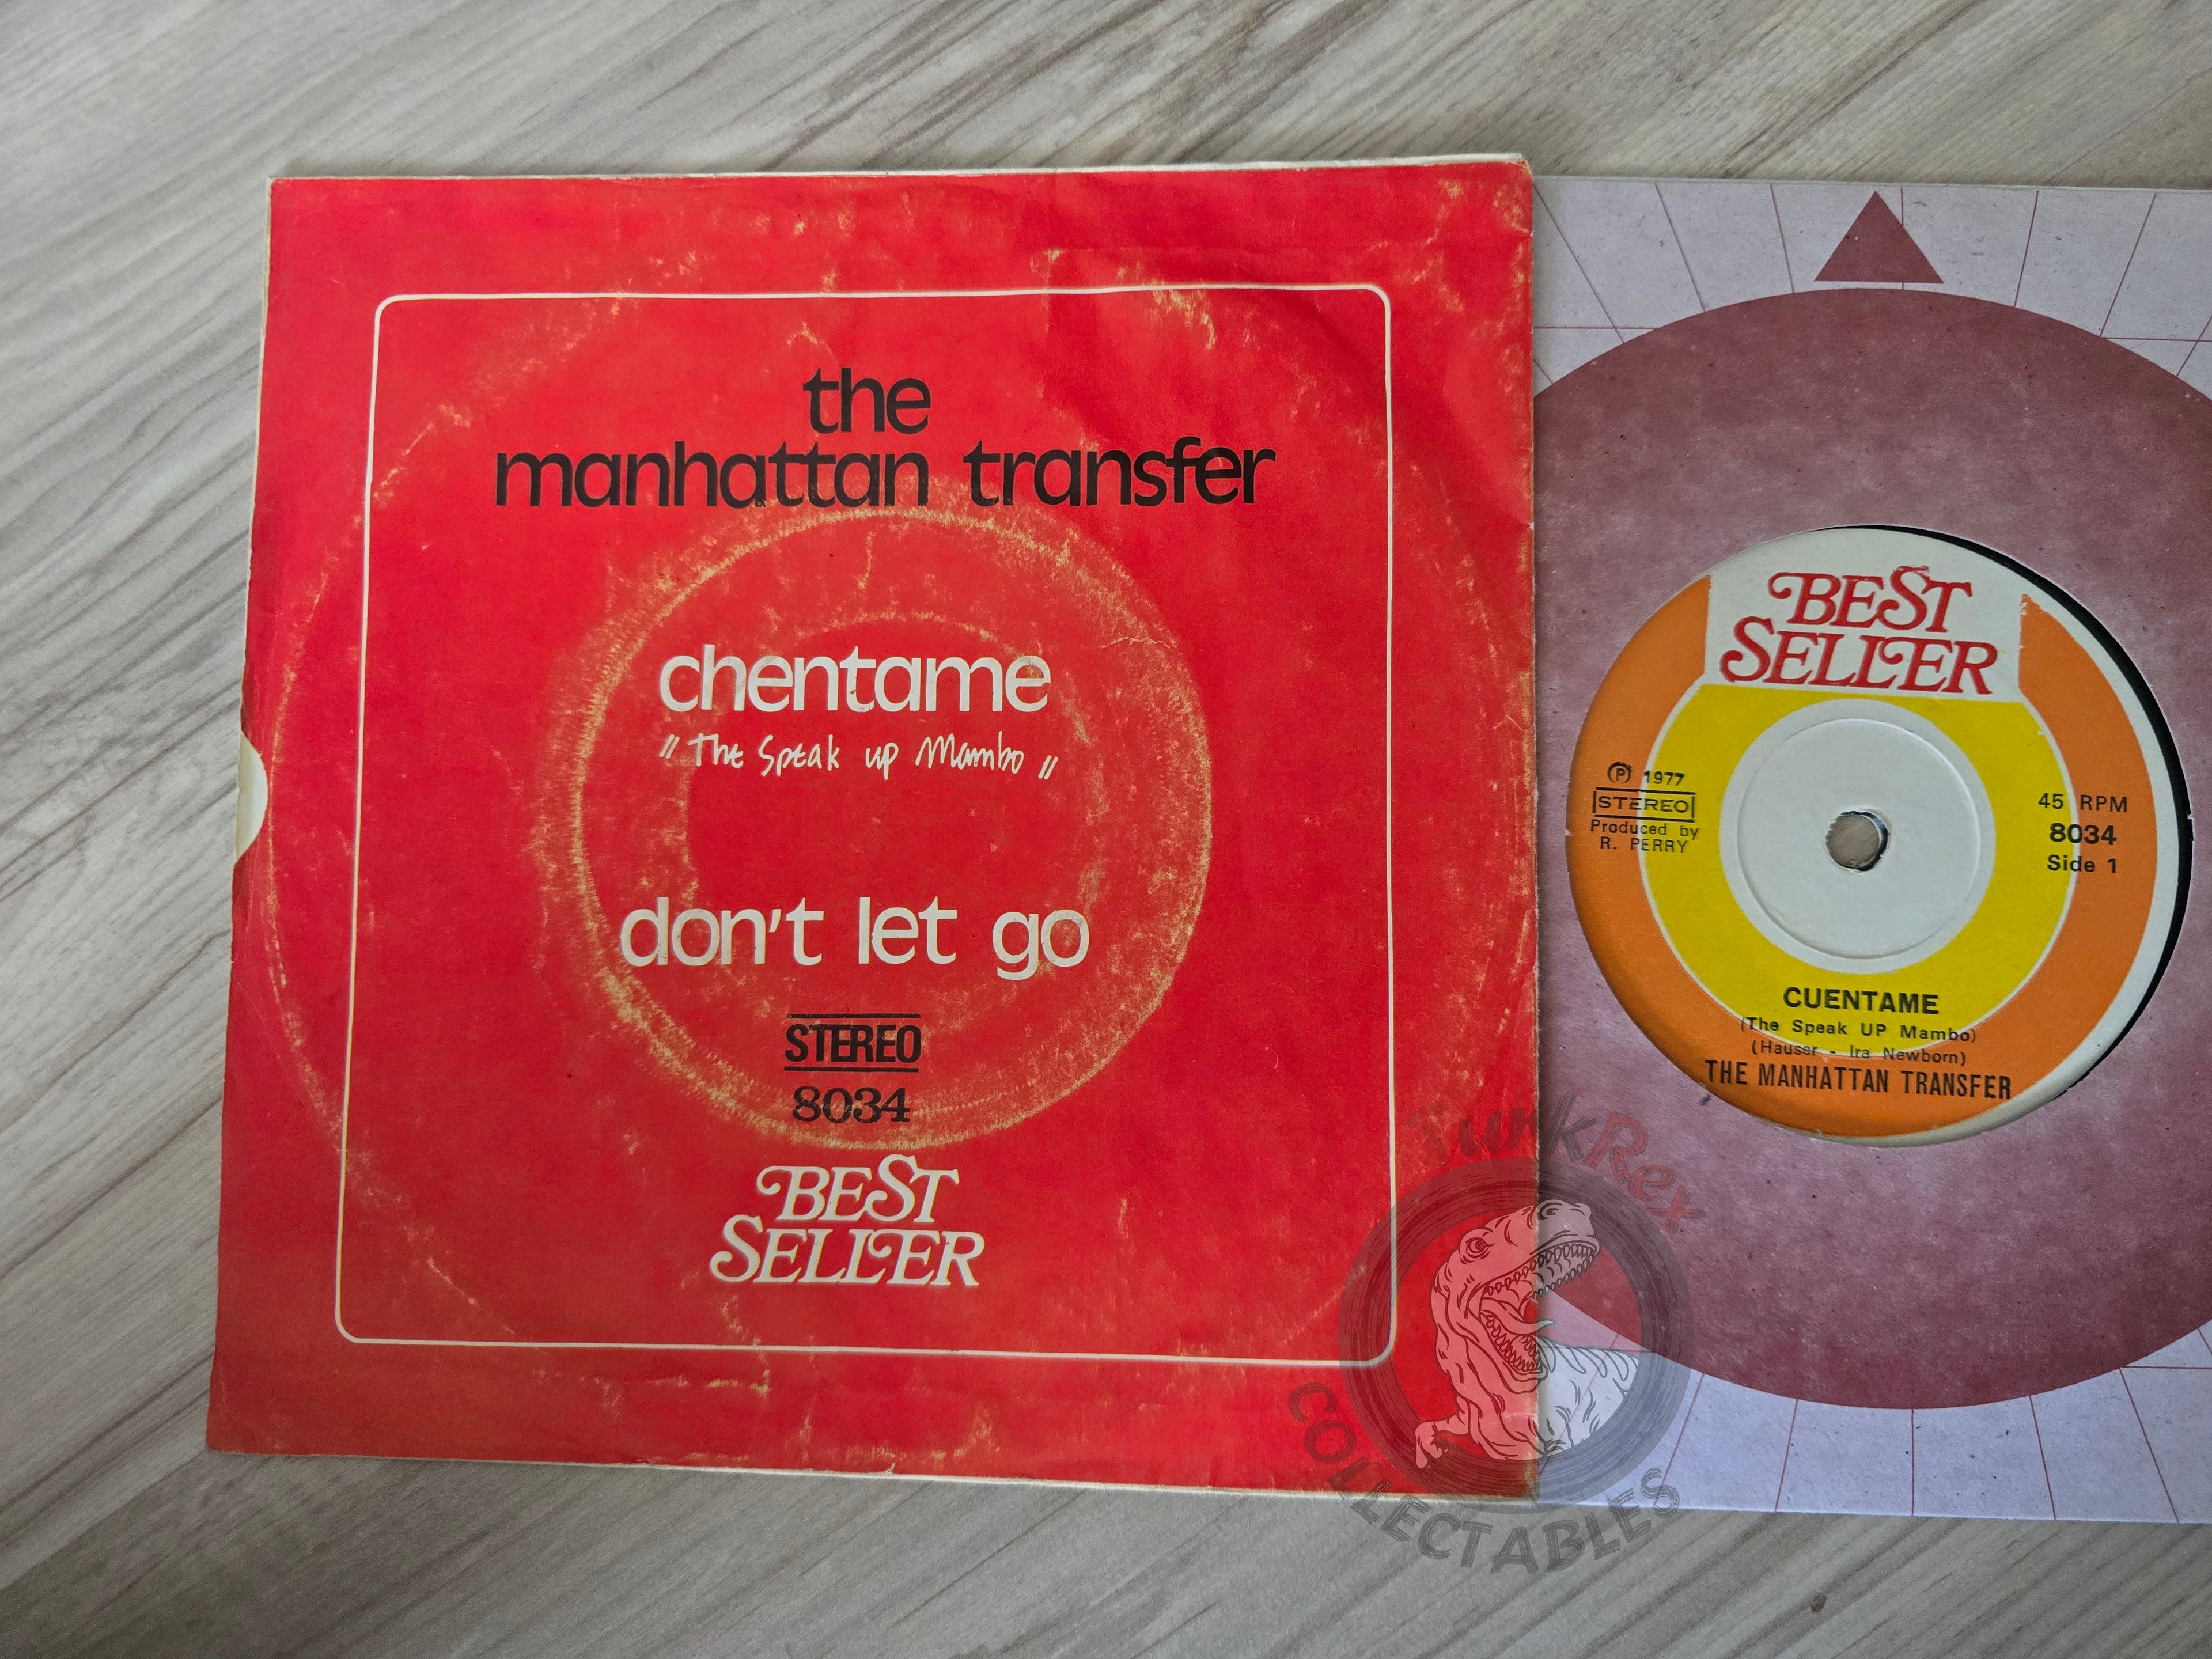 the
manhattan transfer
chentame
"The Speak up Mambo"
don't let go
STEREO
8034
BEST
SELLER
BEST
SELLER
Ⓟ 1977
STEREO
Produced by
R. PERRY
45 RPM
8034
Side 1
CUENTAME
(The Speak UP Mambo)
(Hauser - Ira Newborn)
THE MANHATTAN TRANSFER
JunkRex
COLLECTABLES